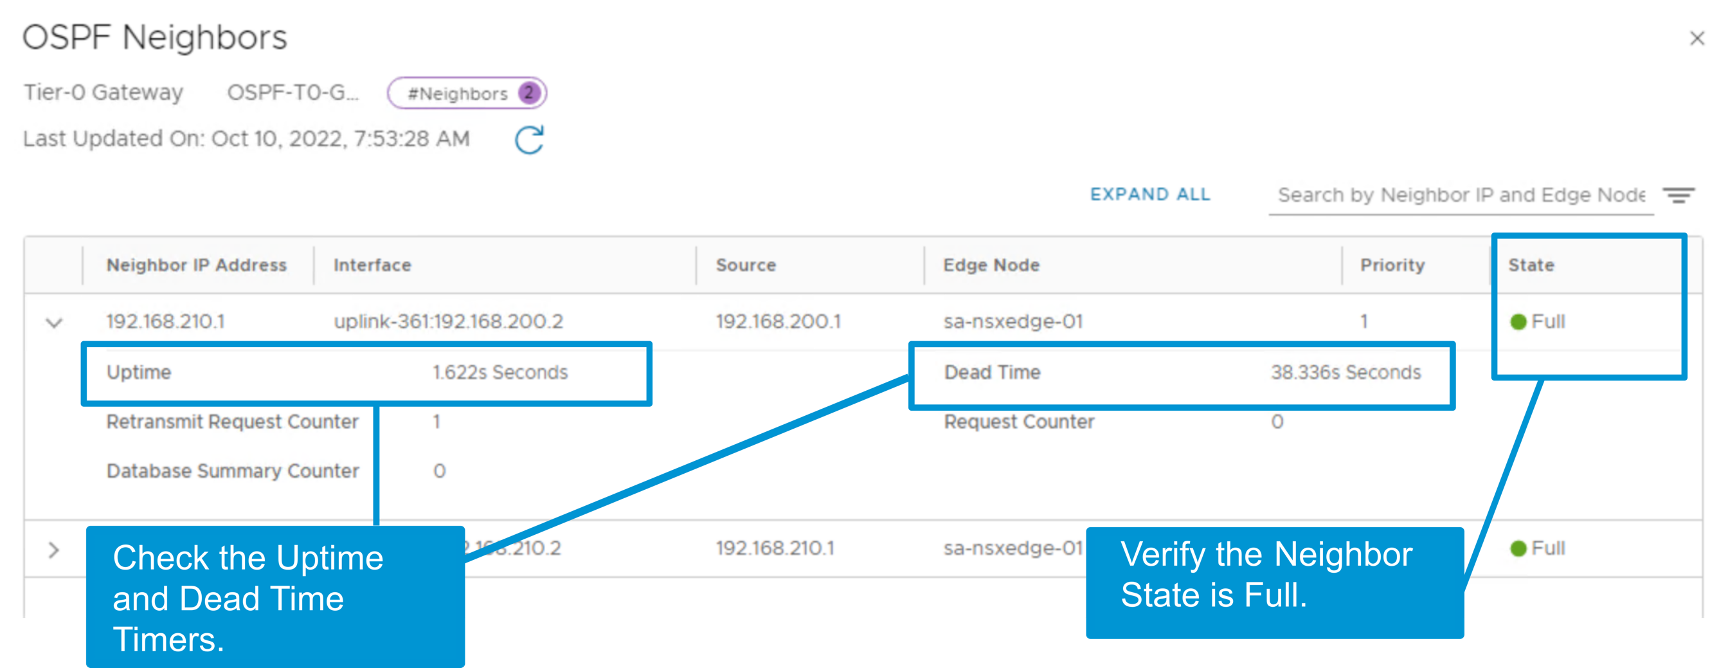 OSPF Neighbors
Tier-0 Gateway OSPF-T0-G... #Neighbors 2
Last Updated On: Oct 10, 2022, 7:53:28 AM
EXPAND ALL Search by Neighbor IP and Edge Node
Neighbor IP Address Interface Source Edge Node Priority State
192.168.210.1 uplink-361:192.168.200.2 192.168.200.1 sa-nsxedge-01 1 Full
Uptime 1.622s Seconds Dead Time 38.336s Seconds
Retransmit Request Counter 1 Request Counter 0
Database Summary Counter 0
192.168.210.1 sa-nsxedge-01 Full
Check the Uptime
and Dead Time
Timers.
Verify the Neighbor
State is Full.